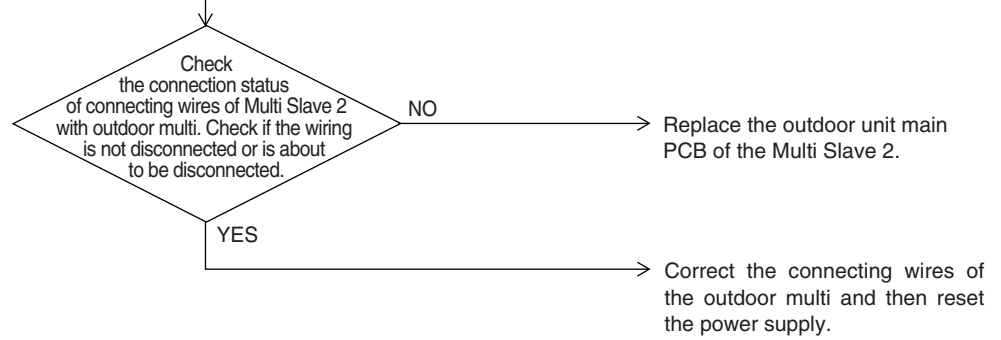 Check
the connection status
of connecting wires of Multi Slave 2
with outdoor multi. Check if the wiring
is not disconnected or is about
to be disconnected.
NO
Replace the outdoor unit main
PCB of the Multi Slave 2.
YES
Correct the connecting wires of
the outdoor multi and then reset
the power supply.